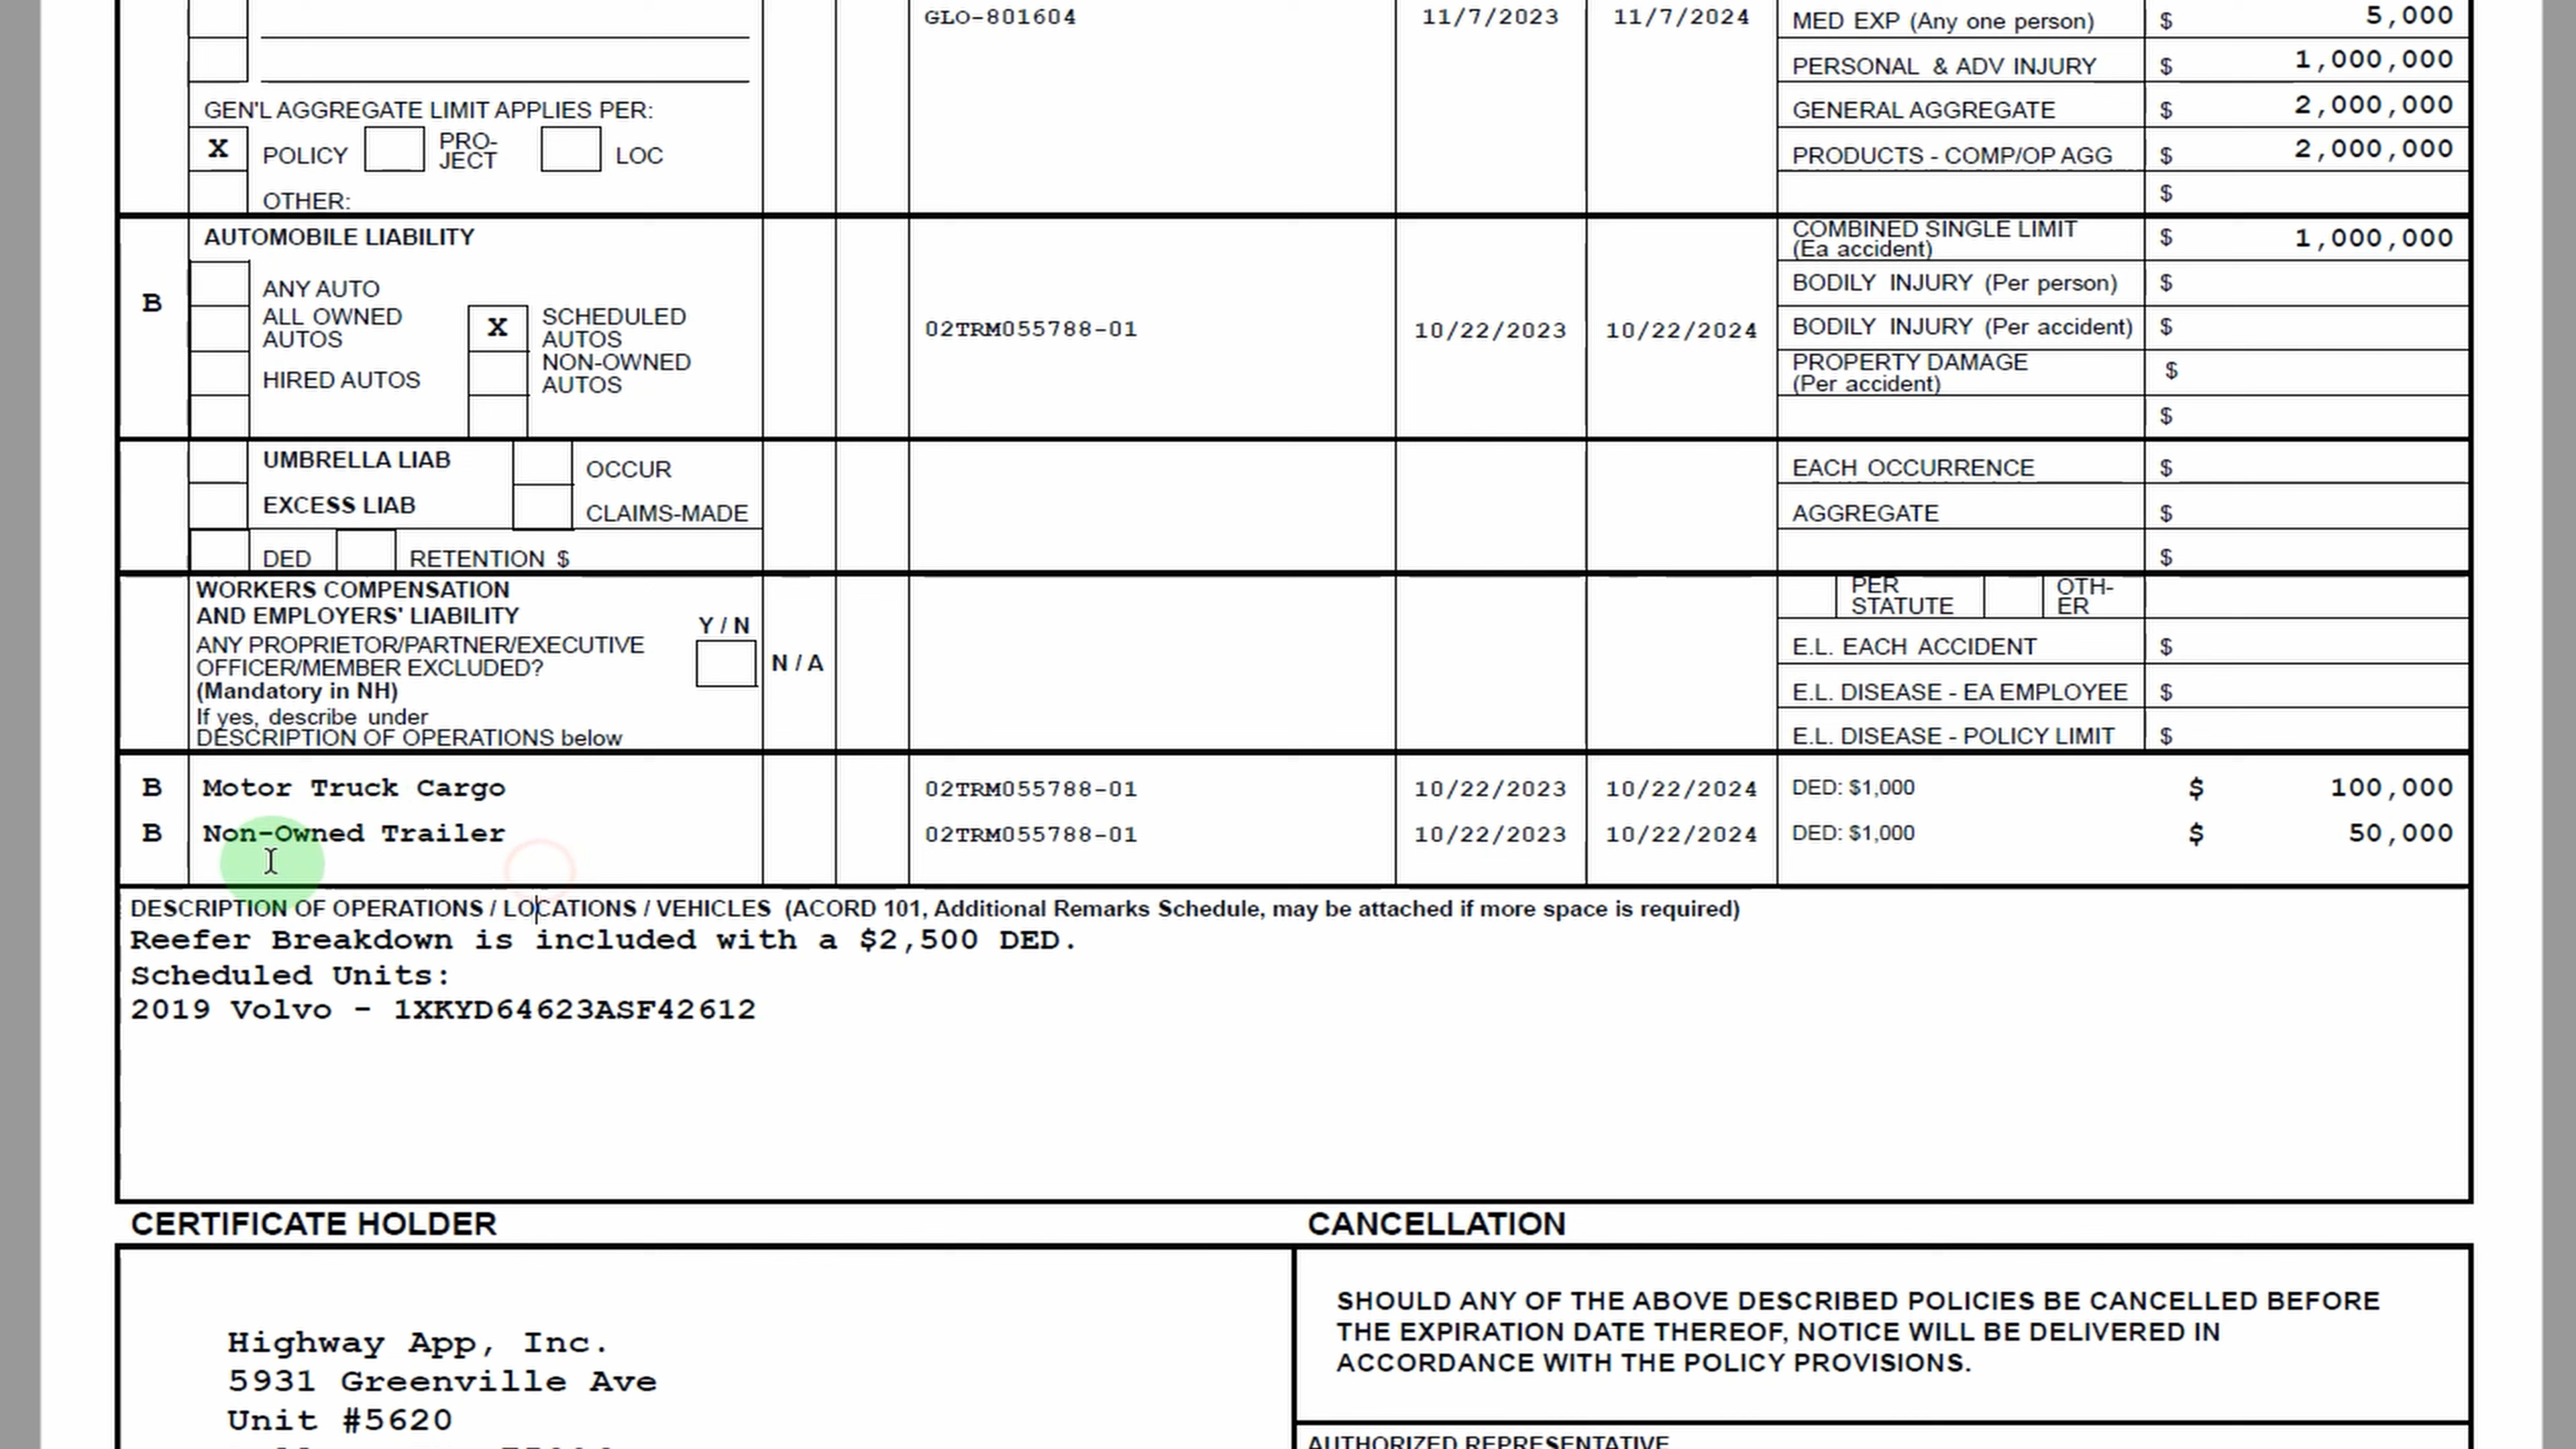 GLO-801604 11/7/2023 11/7/2024 MED EXP (Any one person) $ 5,000
PERSONAL & ADV INJURY $ 1,000,000
GEN'L AGGREGATE LIMIT APPLIES PER: GENERAL AGGREGATE $ 2,000,000
X POLICY PRO-JECT LOC PRODUCTS - COMP/OP AGG $ 2,000,000
OTHER: $
AUTOMOBILE LIABILITY COMBINED SINGLE LIMIT (Ea accident) $ 1,000,000
ANY AUTO BODILY INJURY (Per person) $
B ALL OWNED AUTOS X SCHEDULED AUTOS 02TRM055788-01 10/22/2023 10/22/2024 BODILY INJURY (Per accident) $
HIRED AUTOS NON-OWNED AUTOS PROPERTY DAMAGE (Per accident) $
$
UMBRELLA LIAB OCCUR EACH OCCURRENCE $
EXCESS LIAB CLAIMS-MADE AGGREGATE $
DED RETENTION $ $
WORKERS COMPENSATION PER STATUTE OTH-ER
AND EMPLOYERS' LIABILITY Y / N
ANY PROPRIETOR/PARTNER/EXECUTIVE E.L. EACH ACCIDENT $
OFFICER/MEMBER EXCLUDED? N / A
(Mandatory in NH) E.L. DISEASE - EA EMPLOYEE $
If yes, describe under
DESCRIPTION OF OPERATIONS below E.L. DISEASE - POLICY LIMIT $
B Motor Truck Cargo 02TRM055788-01 10/22/2023 10/22/2024 DED: $1,000 $ 100,000
B Non-Owned Trailer 02TRM055788-01 10/22/2023 10/22/2024 DED: $1,000 $ 50,000
DESCRIPTION OF OPERATIONS / LOCATIONS / VEHICLES (ACORD 101, Additional Remarks Schedule, may be attached if more space is required)
Reefer Breakdown is included with a $2,500 DED.
Scheduled Units:
2019 Volvo - 1XKYD64623ASF42612
CERTIFICATE HOLDER
CANCELLATION
Highway App, Inc.
5931 Greenville Ave
Unit #5620
SHOULD ANY OF THE ABOVE DESCRIBED POLICIES BE CANCELLED BEFORE
THE EXPIRATION DATE THEREOF, NOTICE WILL BE DELIVERED IN
ACCORDANCE WITH THE POLICY PROVISIONS.
AUTHORIZED REPRESENTATIVE